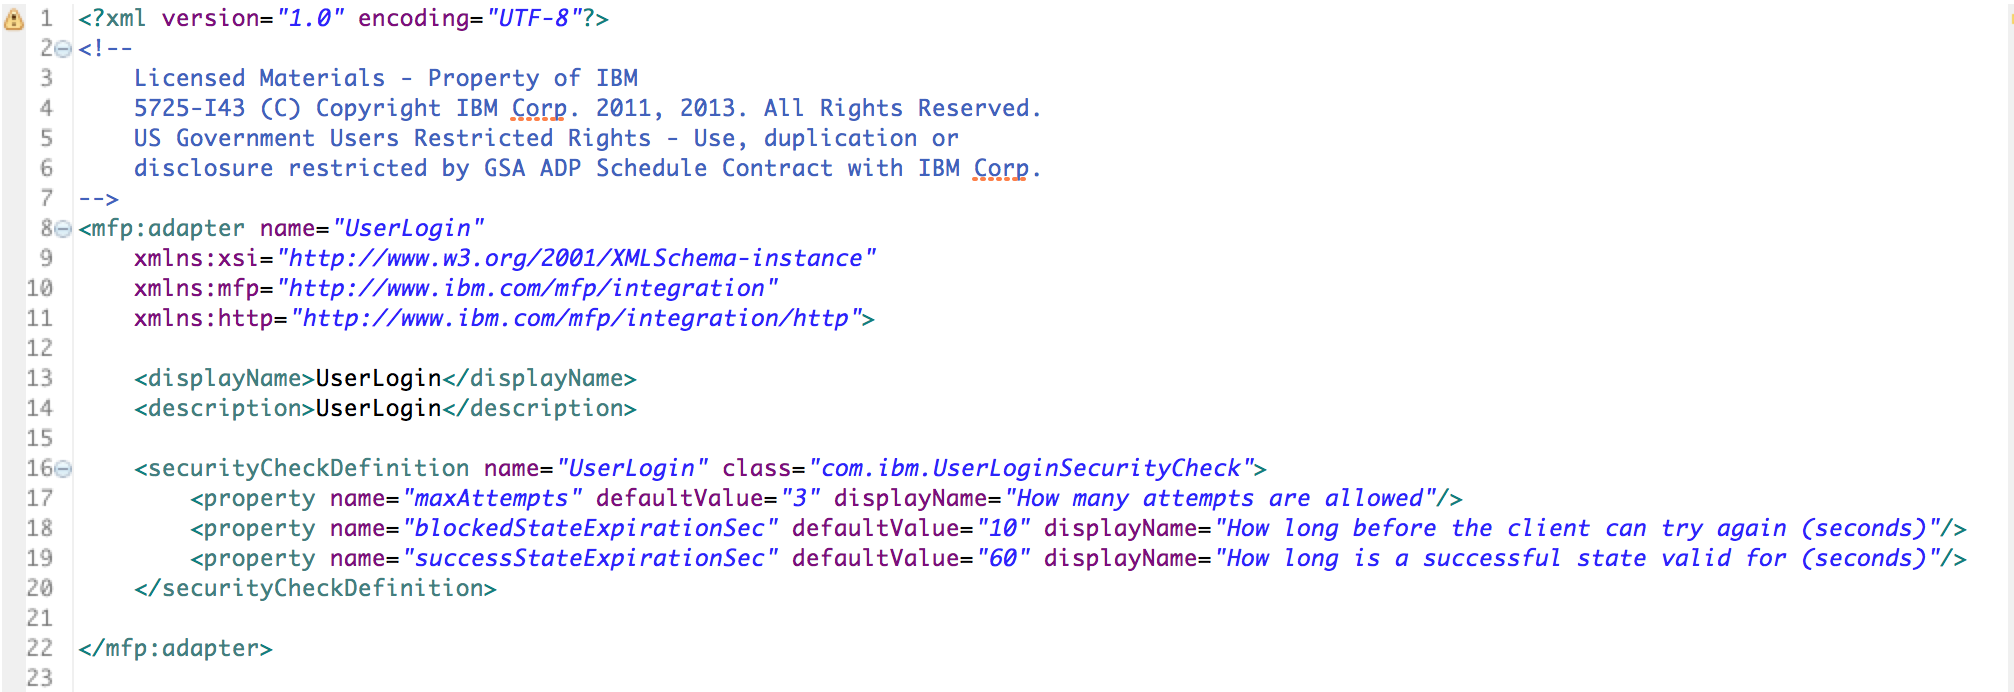 1 <?xml version="1.0" encoding="UTF-8"?>
2 <!--
3     Licensed Materials - Property of IBM
4     5725-I43 (C) Copyright IBM Corp. 2011, 2013. All Rights Reserved.
5     US Government Users Restricted Rights - Use, duplication or
6     disclosure restricted by GSA ADP Schedule Contract with IBM Corp.
7 -->
8 <mfp:adapter name="UserLogin"
9     xmlns:xsi="http://www.w3.org/2001/XMLSchema-instance"
10     xmlns:mfp="http://www.ibm.com/mfp/integration"
11     xmlns:http="http://www.ibm.com/mfp/integration/http">
12
13     <displayName>UserLogin</displayName>
14     <description>UserLogin</description>
15
16     <securityCheckDefinition name="UserLogin" class="com.ibm.UserLoginSecurityCheck">
17         <property name="maxAttempts" defaultValue="3" displayName="How many attempts are allowed"/>
18         <property name="blockedStateExpirationSec" defaultValue="10" displayName="How long before the client can try again (seconds)"/>
19         <property name="successStateExpirationSec" defaultValue="60" displayName="How long is a successful state valid for (seconds)"/>
20     </securityCheckDefinition>
21
22 </mfp:adapter>
23